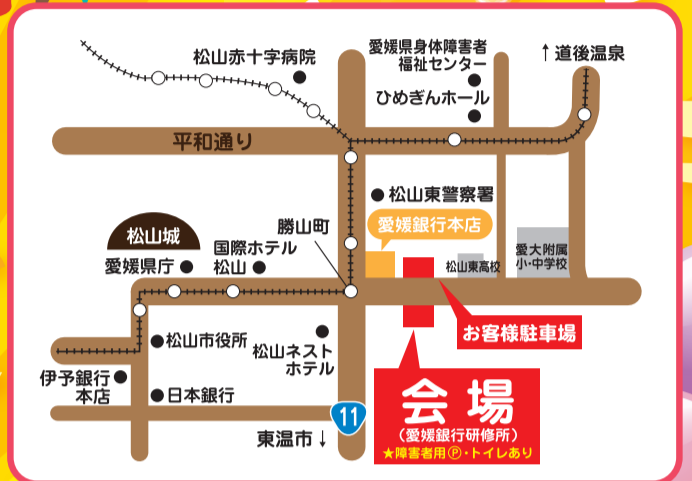 松山赤十字病院
愛媛県身体障害者
福祉センター
ひめぎんホール
↑道後温泉
平和通り
松山東警察署
愛媛銀行本店
勝山町
松山城
国際ホテル
松山
愛媛県庁
松山東高校
愛大附属
小・中学校
お客様駐車場
松山市役所
松山ネスト
ホテル
伊予銀行
本店
日本銀行
11
東温市↓
会場
(愛媛銀行研修所)
★障害者用Ⓟ・トイレあり